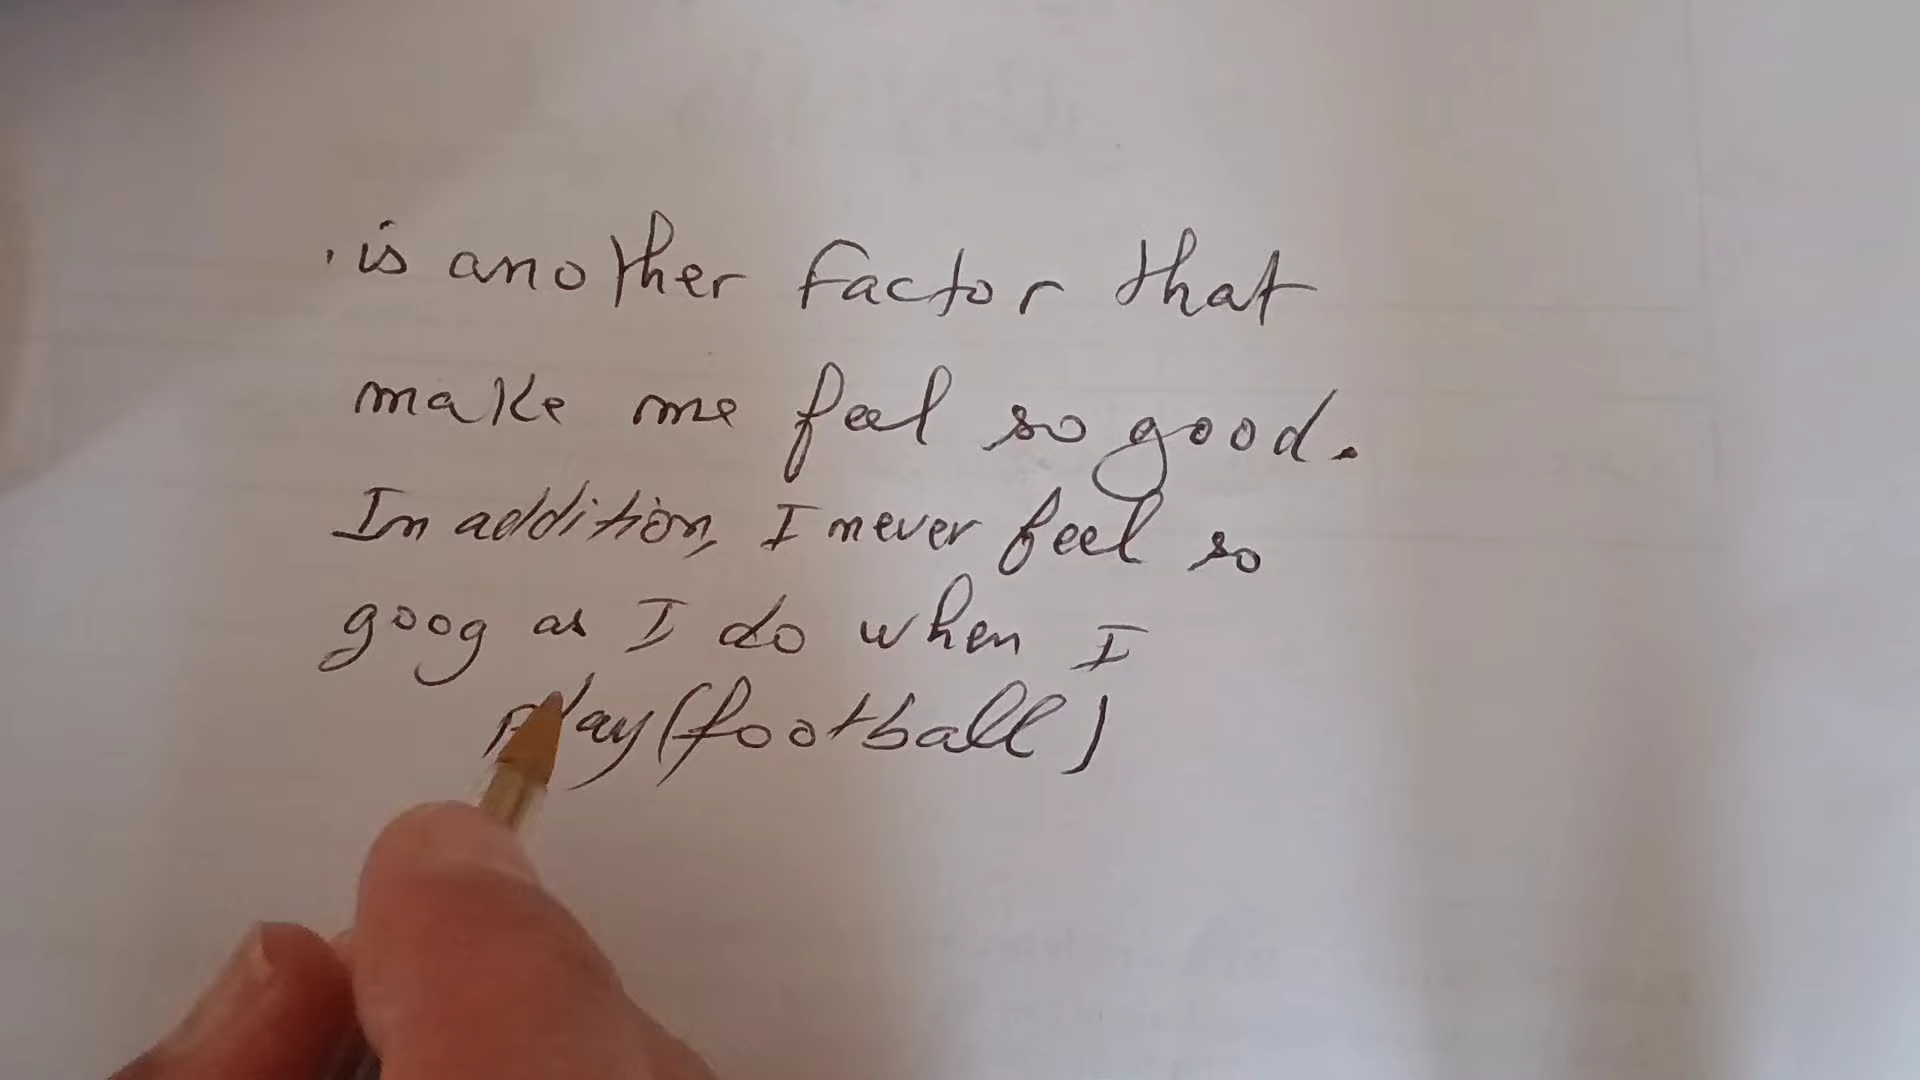 . is another factor that
make me feel so good.
In addition, I never feel so
goog as I do when I
play (football)